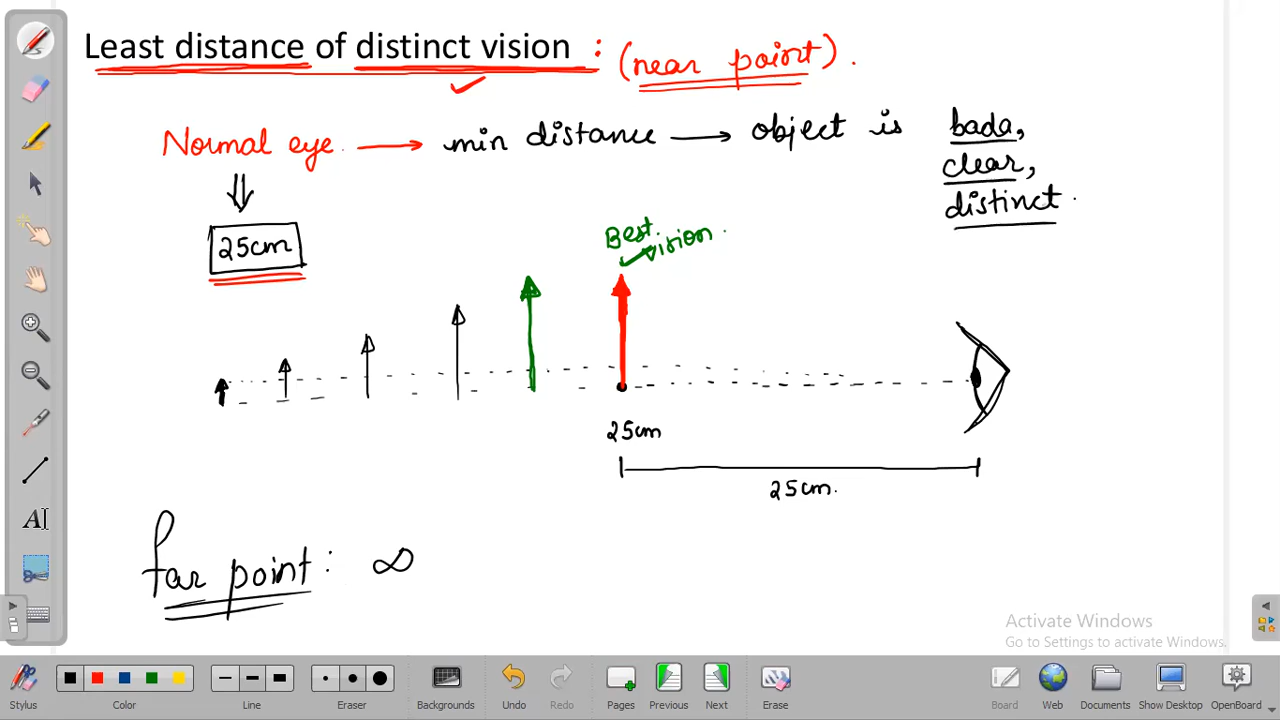 Least distance of distinct vision : (near point).
Normal eye → min distance → object is bada,
clear,
distinct.
⇓
25cm
Best
vision.
25cm
25cm.
far point: ∞
Activate Windows
Go to Settings to activate Windows.
Stylus Color Line Eraser Backgrounds Undo Redo Pages Previous Next Erase Board Web Documents Show Desktop OpenBoard